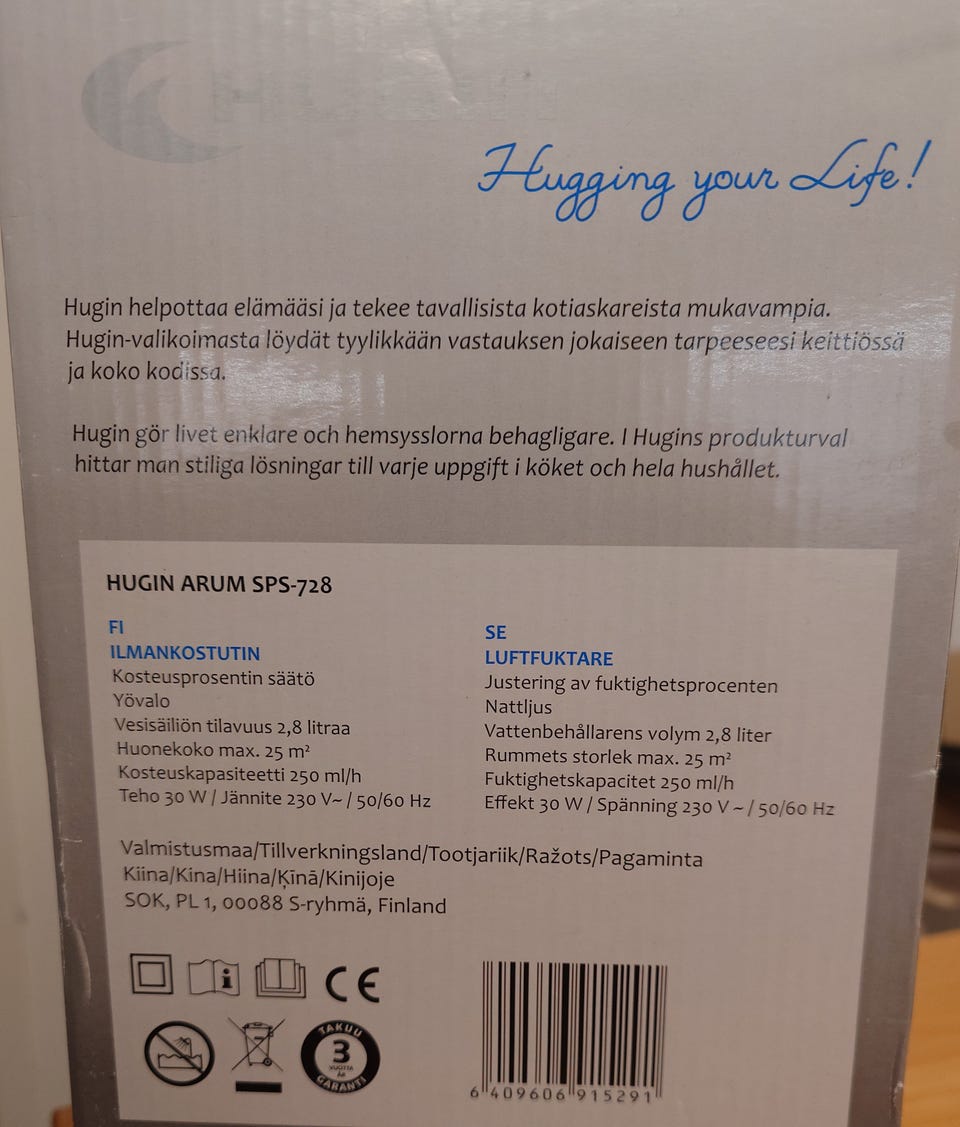 HUGIN
Hugging your Life!
Hugin helpottaa elämääsi ja tekee tavallisista kotiaskareista mukavampia.
Hugin-valikoimasta löydät tyylikkään vastauksen jokaiseen tarpeeseesi keittiössä
ja koko kodissa.
Hugin gör livet enklare och hemsysslorna behagligare. I Hugins produkturval
hittar man stiliga lösningar till varje uppgift i köket och hela hushållet.
HUGIN ARUM SPS-728
FI
ILMANKOSTUTIN
Kosteusprosentin säätö
Yövalo
Vesisäiliön tilavuus 2,8 litraa
Huonekoko max. 25 m²
Kosteuskapasiteetti 250 ml/h
Teho 30 W / Jännite 230 V~ / 50/60 Hz
SE
LUFTFUKTARE
Justering av fuktighetsprocenten
Nattljus
Vattenbehållarens volym 2,8 liter
Rummets storlek max. 25 m²
Fuktighetskapacitet 250 ml/h
Effekt 30 W / Spänning 230 V ~ / 50/60 Hz
Valmistusmaa/Tillverkningsland/Tootjariik/Ražots/Pagaminta
Kiina/Kina/Hiina/Ķīnā/Kinijoje
SOK, PL 1, 00088 S-ryhmä, Finland
i
CE
TAKUU
3
VUOTTA
ÅR
GARANTI
6 409606 915291